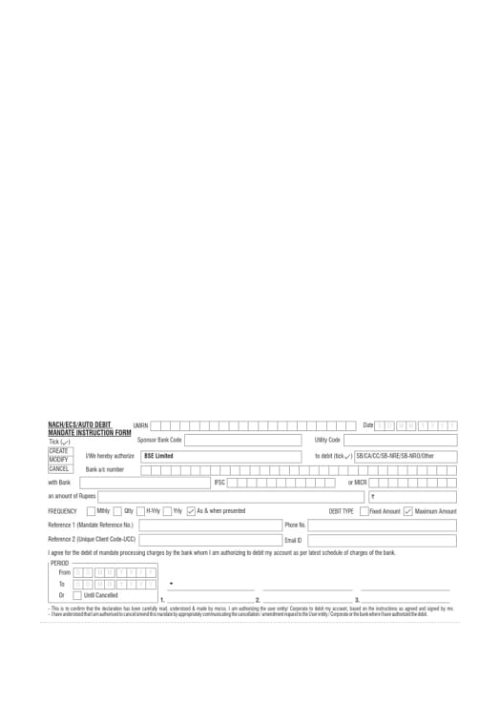 NACH/ECS/AUTO DEBIT
MANDATE INSTRUCTION FORM
UMRN
Date D D M M Y Y Y Y
Tick (✓)
Sponsor Bank Code
Utility Code
CREATE
MODIFY
CANCEL
I/We hereby authorize
BSE Limited
to debit (tick ✓)
SB/CA/CC/SB-NRE/SB-NRO/Other
Bank a/c number
with Bank
IFSC
or MICR
an amount of Rupees
₹
FREQUENCY Mthly Qtly H-Yrly Yrly ✓ As & when presented
DEBIT TYPE Fixed Amount ✓ Maximum Amount
Reference 1 (Mandate Reference No.)
Phone No.
Reference 2 (Unique Client Code-UCC)
Email ID
I agree for the debit of mandate processing charges by the bank whom I am authorizing to debit my account as per latest schedule of charges of the bank.
PERIOD
From D D M M Y Y Y Y
To D D M M Y Y Y Y
Or Until Cancelled
1. 2. 3.
- This is to confirm that the declaration has been carefully read, understood & made by me/us. I am authorizing the user entity/ Corporate to debit my account, based on the instructions as agreed and signed by me.
- I have understood that I am authorised to cancel/amend this mandate by appropriately communicating the cancellation / amendment request to the User entity / Corporate or the bank where I have authorized the debit.